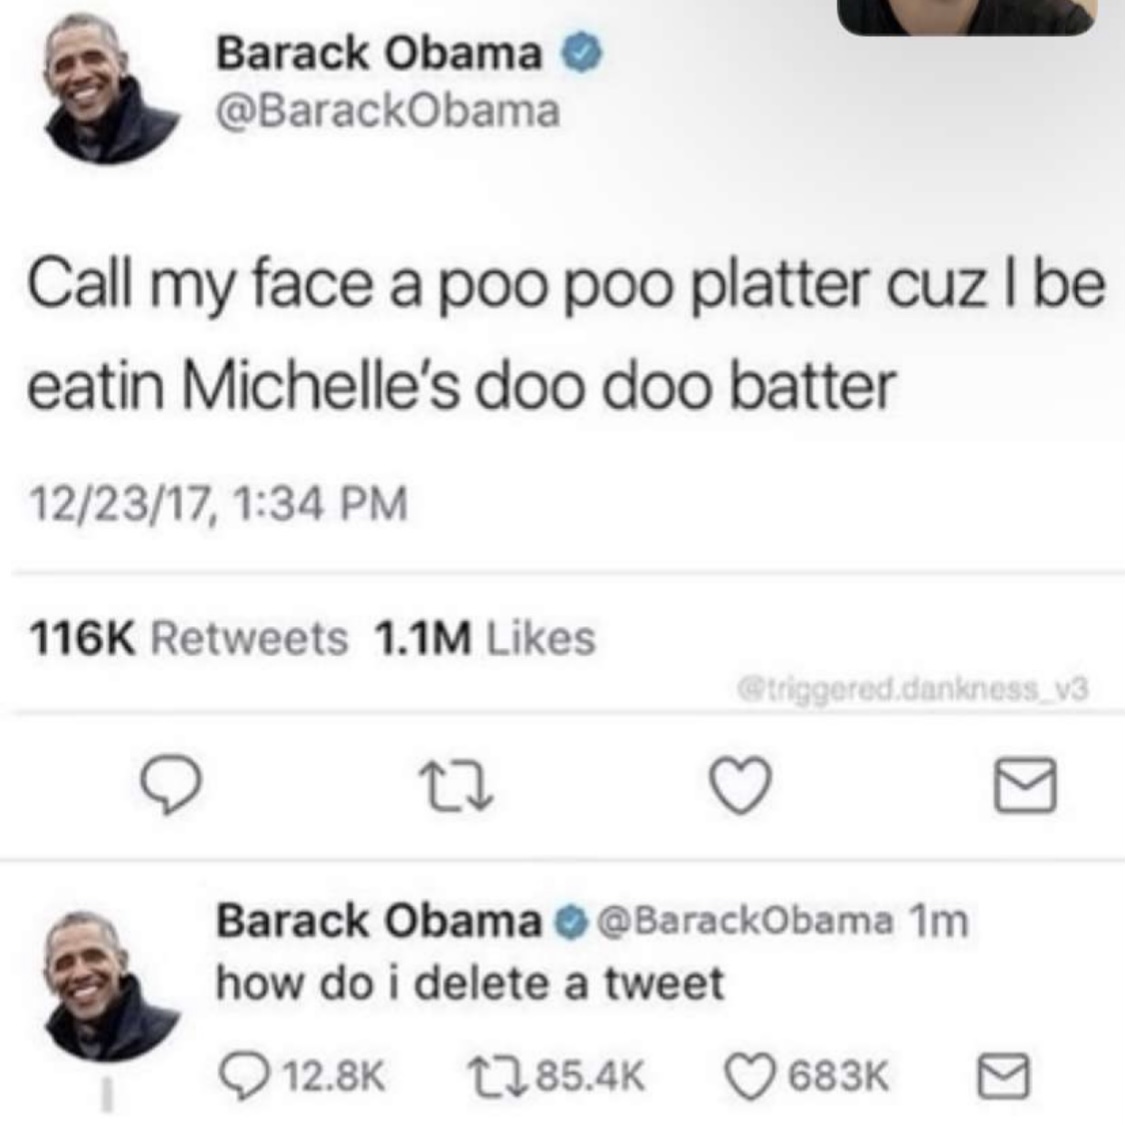 Barack Obama
@BarackObama
Call my face a poo poo platter cuz I be
eatin Michelle's doo doo batter
12/23/17, 1:34 PM
116K Retweets 1.1M Likes
@triggered.dankness_v3
Barack Obama @BarackObama 1m
how do i delete a tweet
12.8K 85.4K 683K